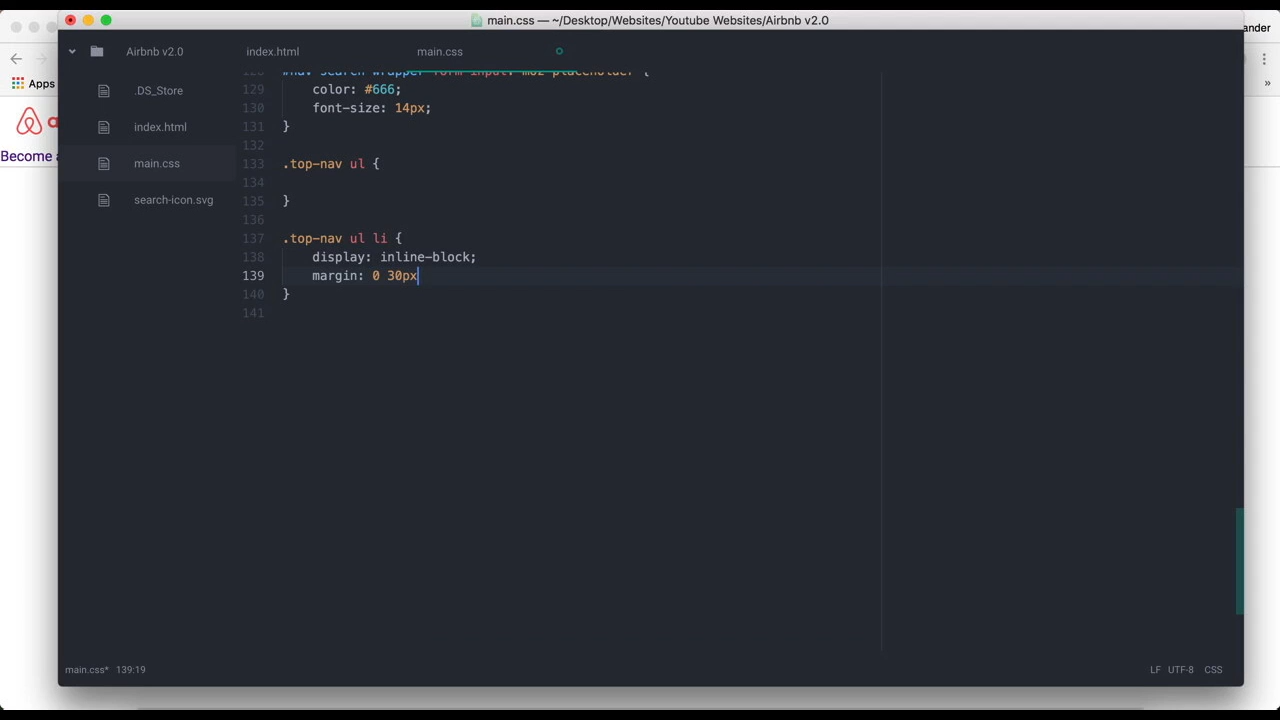 main.css — ~/Desktop/Websites/Youtube Websites/Airbnb v2.0
ander
Airbnb v2.0
index.html
main.css
Apps
»
.DS_Store
index.html
main.css
search-icon.svg
Become a
129 color: #666;
130 font-size: 14px;
131 }
132
133 .top-nav ul {
134
135 }
136
137 .top-nav ul li {
138 display: inline-block;
139 margin: 0 30px
140 }
141
main.css* 139:19
LF UTF-8 CSS